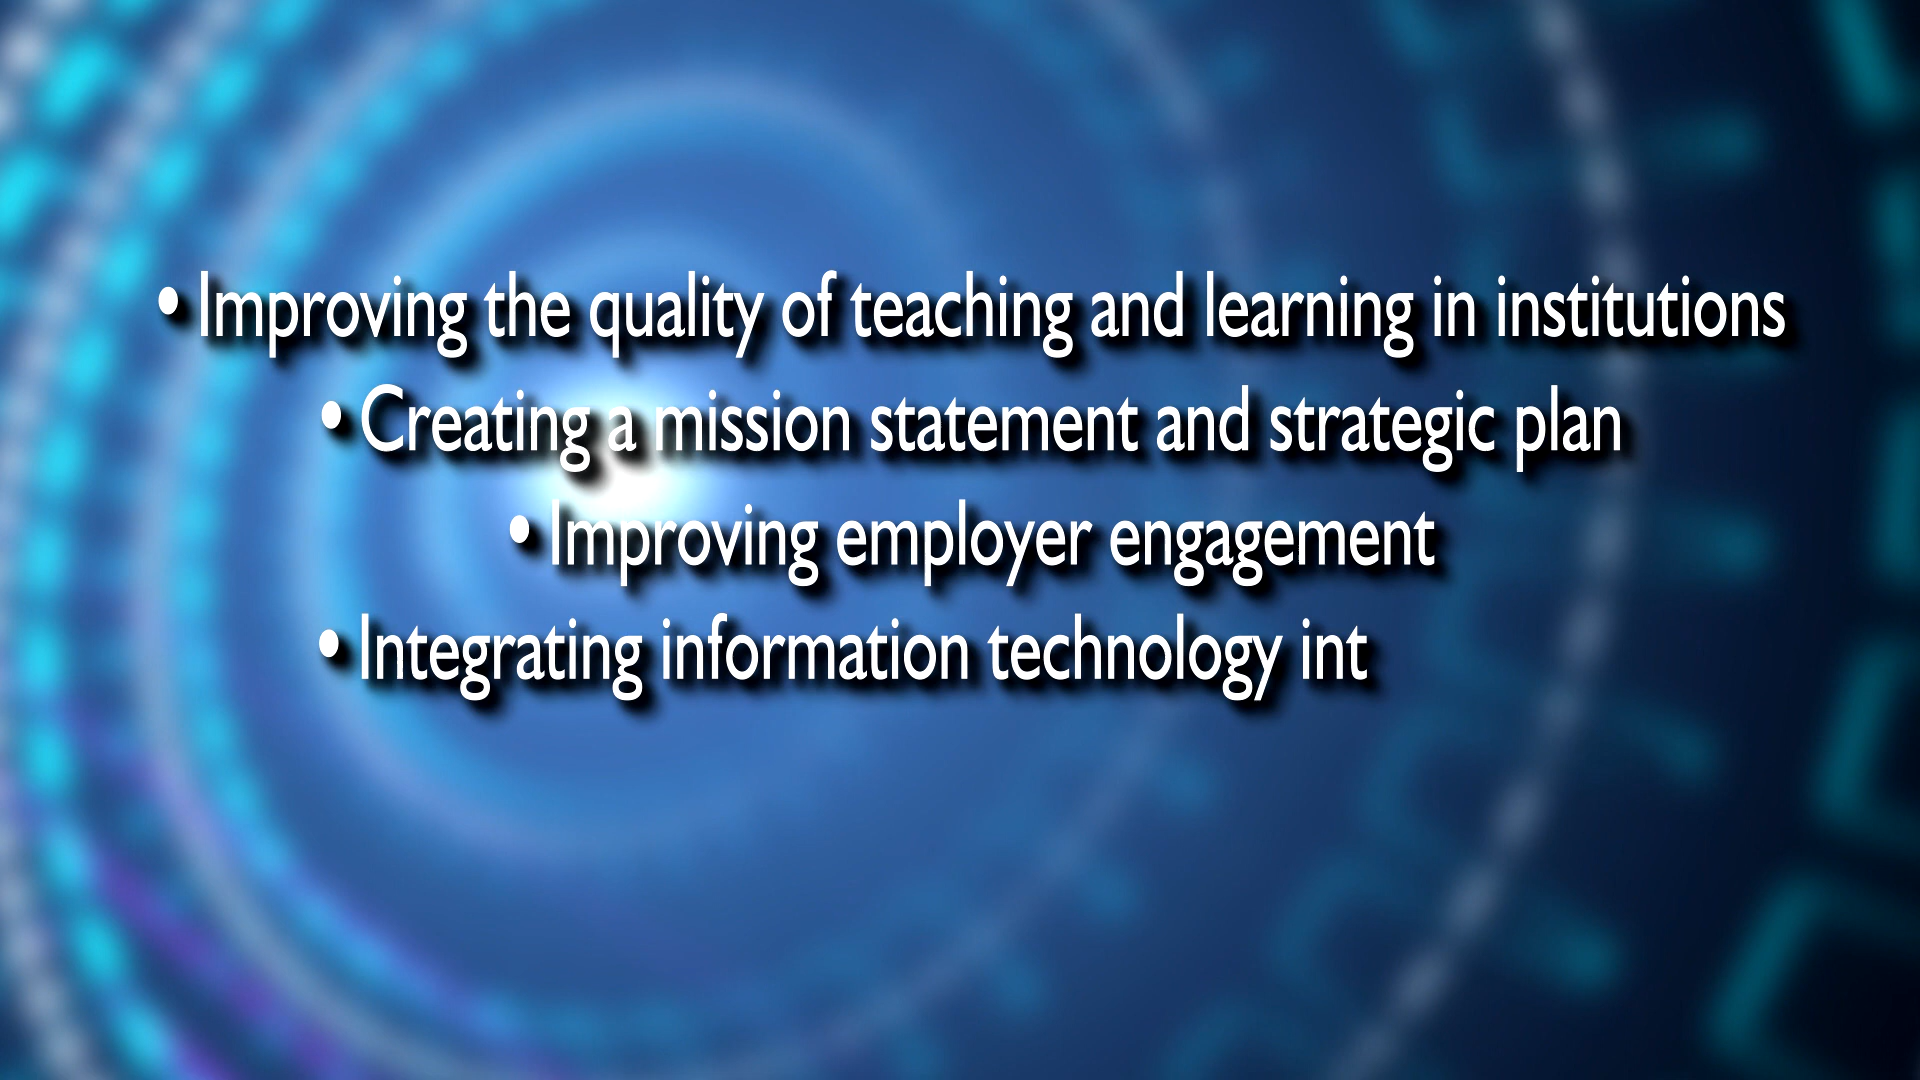 • Improving the quality of teaching and learning in institutions
• Creating a mission statement and strategic plan
• Improving employer engagement
• Integrating information technology int